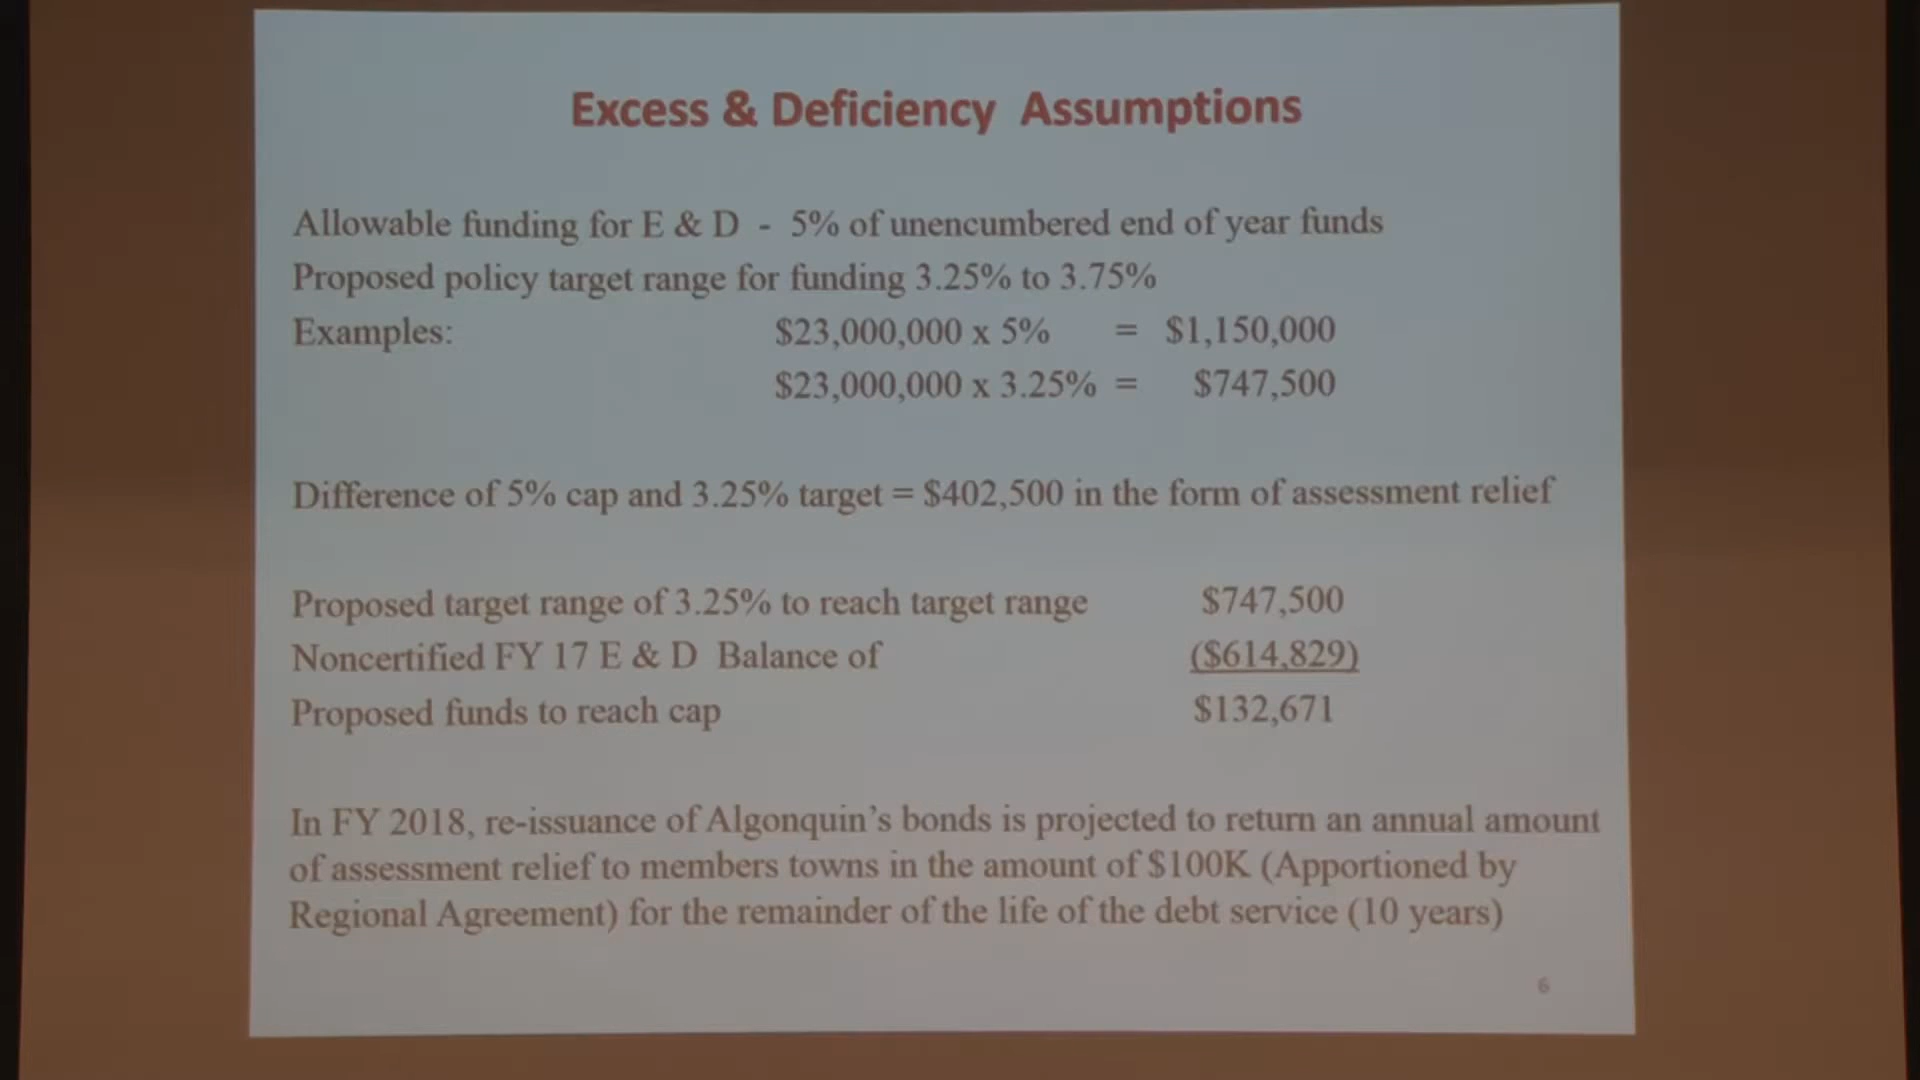 Excess & Deficiency Assumptions
Allowable funding for E & D - 5% of unencumbered end of year funds
Proposed policy target range for funding 3.25% to 3.75%
Examples: $23,000,000 x 5% = $1,150,000
$23,000,000 x 3.25% = $747,500
Difference of 5% cap and 3.25% target = $402,500 in the form of assessment relief
Proposed target range of 3.25% to reach target range $747,500
Noncertified FY 17 E & D Balance of ($614,829)
Proposed funds to reach cap $132,671
In FY 2018, re-issuance of Algonquin's bonds is projected to return an annual amount
of assessment relief to members towns in the amount of $100K (Apportioned by
Regional Agreement) for the remainder of the life of the debt service (10 years)
6